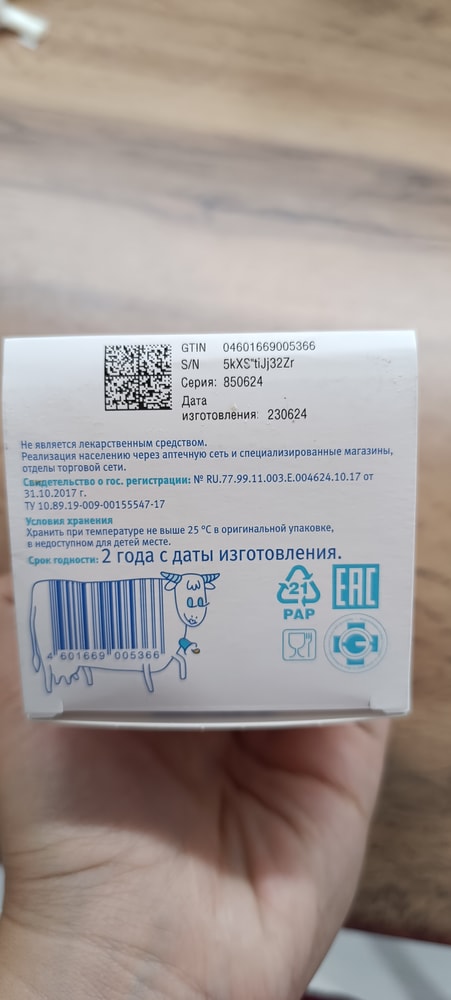 GTIN 04601669005366
S/N 5kXS"tiJj32Zr
Серия: 850624
Дата
изготовления: 230624
Не является лекарственным средством.
Реализация населению через аптечную сеть и специализированные магазины,
отделы торговой сети.
Свидетельство о гос. регистрации: № RU.77.99.11.003.E.004624.10.17 от
31.10.2017 г.
ТУ 10.89.19-009-00155547-17
Условия хранения
Хранить при температуре не выше 25 °C в оригинальной упаковке,
в недоступном для детей месте.
Срок годности: 2 года с даты изготовления.
21
PAP
EAC
4 601669 005366